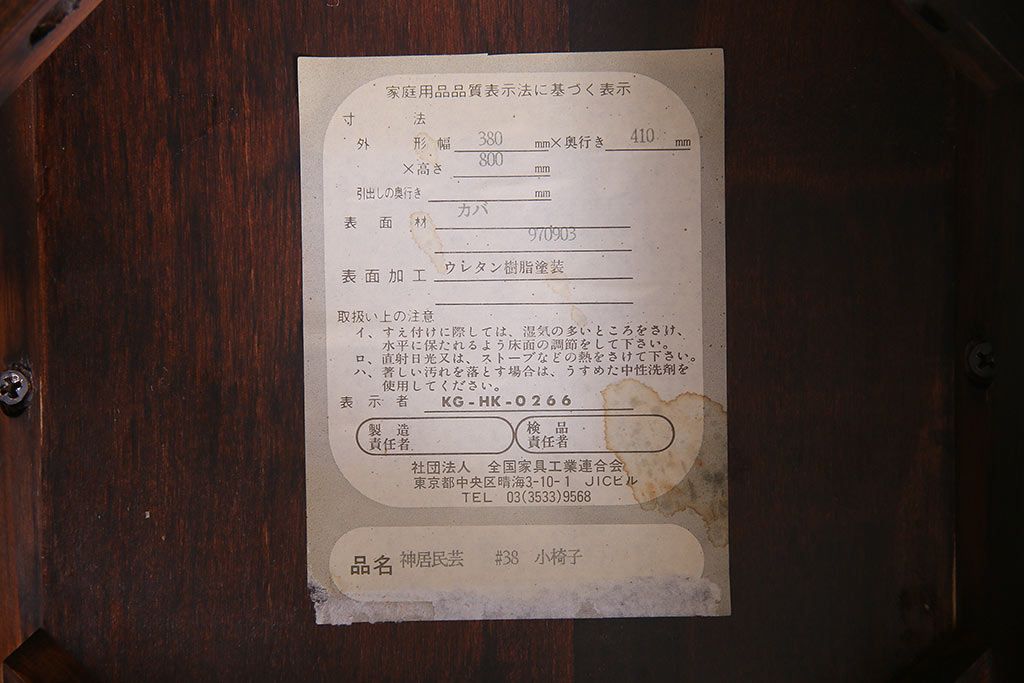 家庭用品品質表示法に基づく表示
寸 法
外 形 幅 380 mm×奥行き 410 mm
×高さ 800 mm
引出しの奥行き mm
表 面 材 カバ
970903
表 面 加 工 ウレタン樹脂塗装
取扱い上の注意
イ、すえ付けに際しては、湿気の多いところをさけ、
水平に保たれるよう床面の調節をして下さい。
ロ、直射日光又は、ストーブなどの熱をさけて下さい。
ハ、著しい汚れを落とす場合は、うすめた中性洗剤を
使用してください。
表 示 者 KG-HK-0266
製 造 検 品
責任者 責任者
社団法人 全国家具工業連合会
東京都中央区晴海3-10-1 JICビル
TEL 03(3533)9568
品名 神居民芸 #38 小椅子